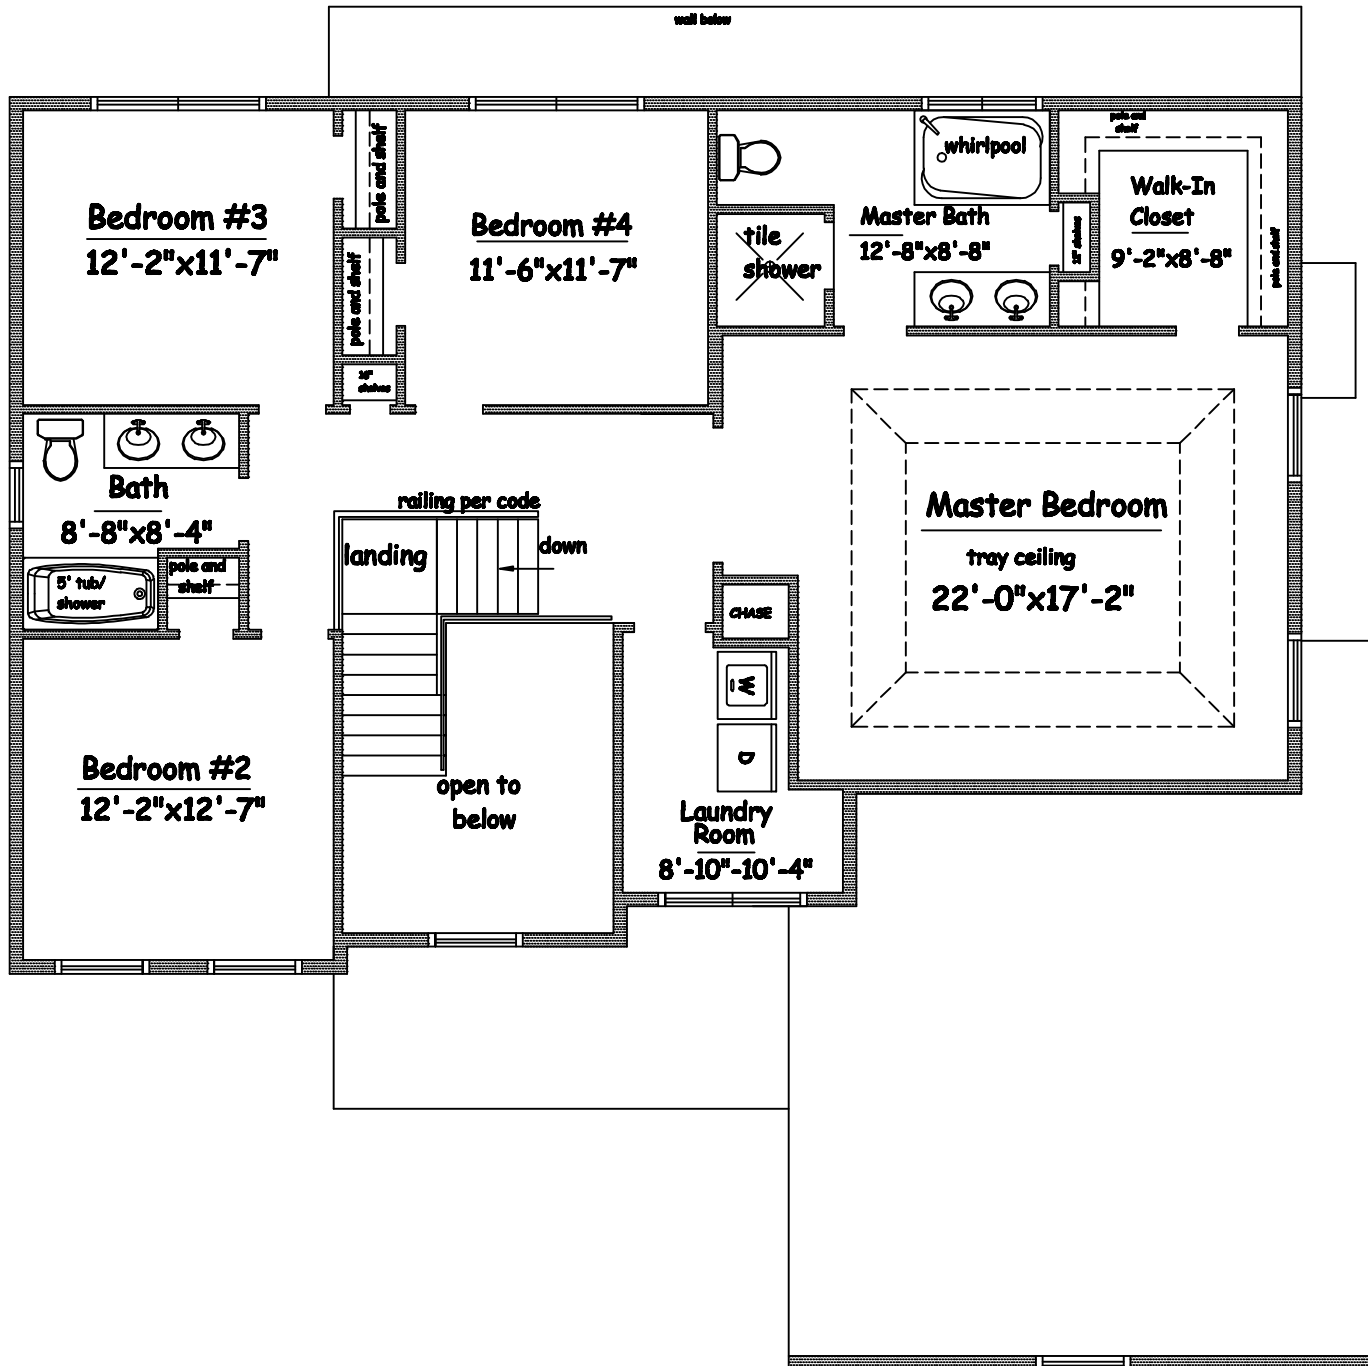 wall below
Bedroom #3
12'-2"x11'-7"
pole and shelf
pole and shelf
16"
shelves
Bedroom #4
11'-6"x11'-7"
tile
shower
whirlpool
Master Bath
12'-8"x8'-8"
12" shelves
pole and
shelf
Walk-In
Closet
9'-2"x8'-8"
pole and shelf
Bath
8'-8"x8'-4"
5' tub/
shower
pole and
shelf
railing per code
landing
down
Master Bedroom
tray ceiling
22'-0"x17'-2"
CHASE
W
D
Bedroom #2
12'-2"x12'-7"
open to
below
Laundry
Room
8'-10"-10'-4"